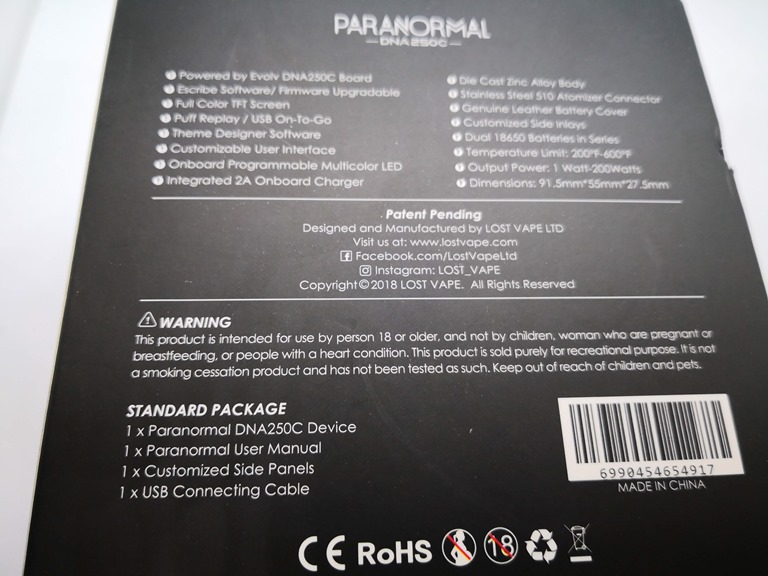 PARANORMAL
DNA250C
Powered by Evolv DNA250C Board
Escribe Software/ Firmware Upgradable
Full Color TFT Screen
Puff Replay / USB On-To-Go
Theme Designer Software
Customizable User Interface
Onboard Programmable Multicolor LED
Integrated 2A Onboard Charger
Die Cast Zinc Alloy Body
Stainless Steel 510 Atomizer Connector
Genuine Leather Battery Cover
Customized Side Inlays
Dual 18650 Batteries in Series
Temperature Limit: 200°F-600°F
Output Power: 1 Watt-200Watts
Dimensions: 91.5mm*55mm*27.5mm
Patent Pending
Designed and Manufactured by LOST VAPE LTD
Visit us at: www.lostvape.com
Facebook.com/LostVapeLtd
Instagram: LOST_VAPE
Copyright©2018 LOST VAPE. All Rights Reserved
WARNING
This product is intended for use by person 18 or older, and not by children, woman who are pregnant or
breastfeeding, or people with a heart condition. This product is sold purely for recreational purpose. It is not
a smoking cessation product and has not been tested as such. Keep out of reach of children and pets.
STANDARD PACKAGE
1 x Paranormal DNA250C Device
1 x Paranormal User Manual
1 x Customized Side Panels
1 x USB Connecting Cable
6990454654917
MADE IN CHINA
CE RoHS 18